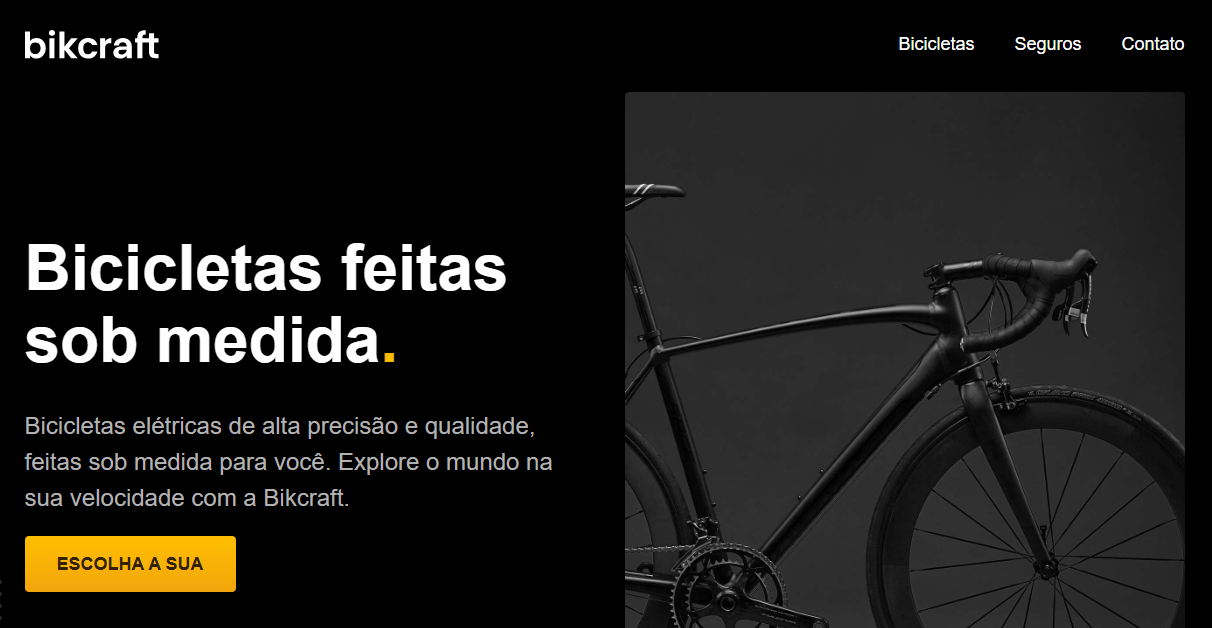 bikcraft
Bicicletas Seguros Contato
Bicicletas feitas
sob medida.
Bicicletas elétricas de alta precisão e qualidade,
feitas sob medida para você. Explore o mundo na
sua velocidade com a Bikcraft.
ESCOLHA A SUA